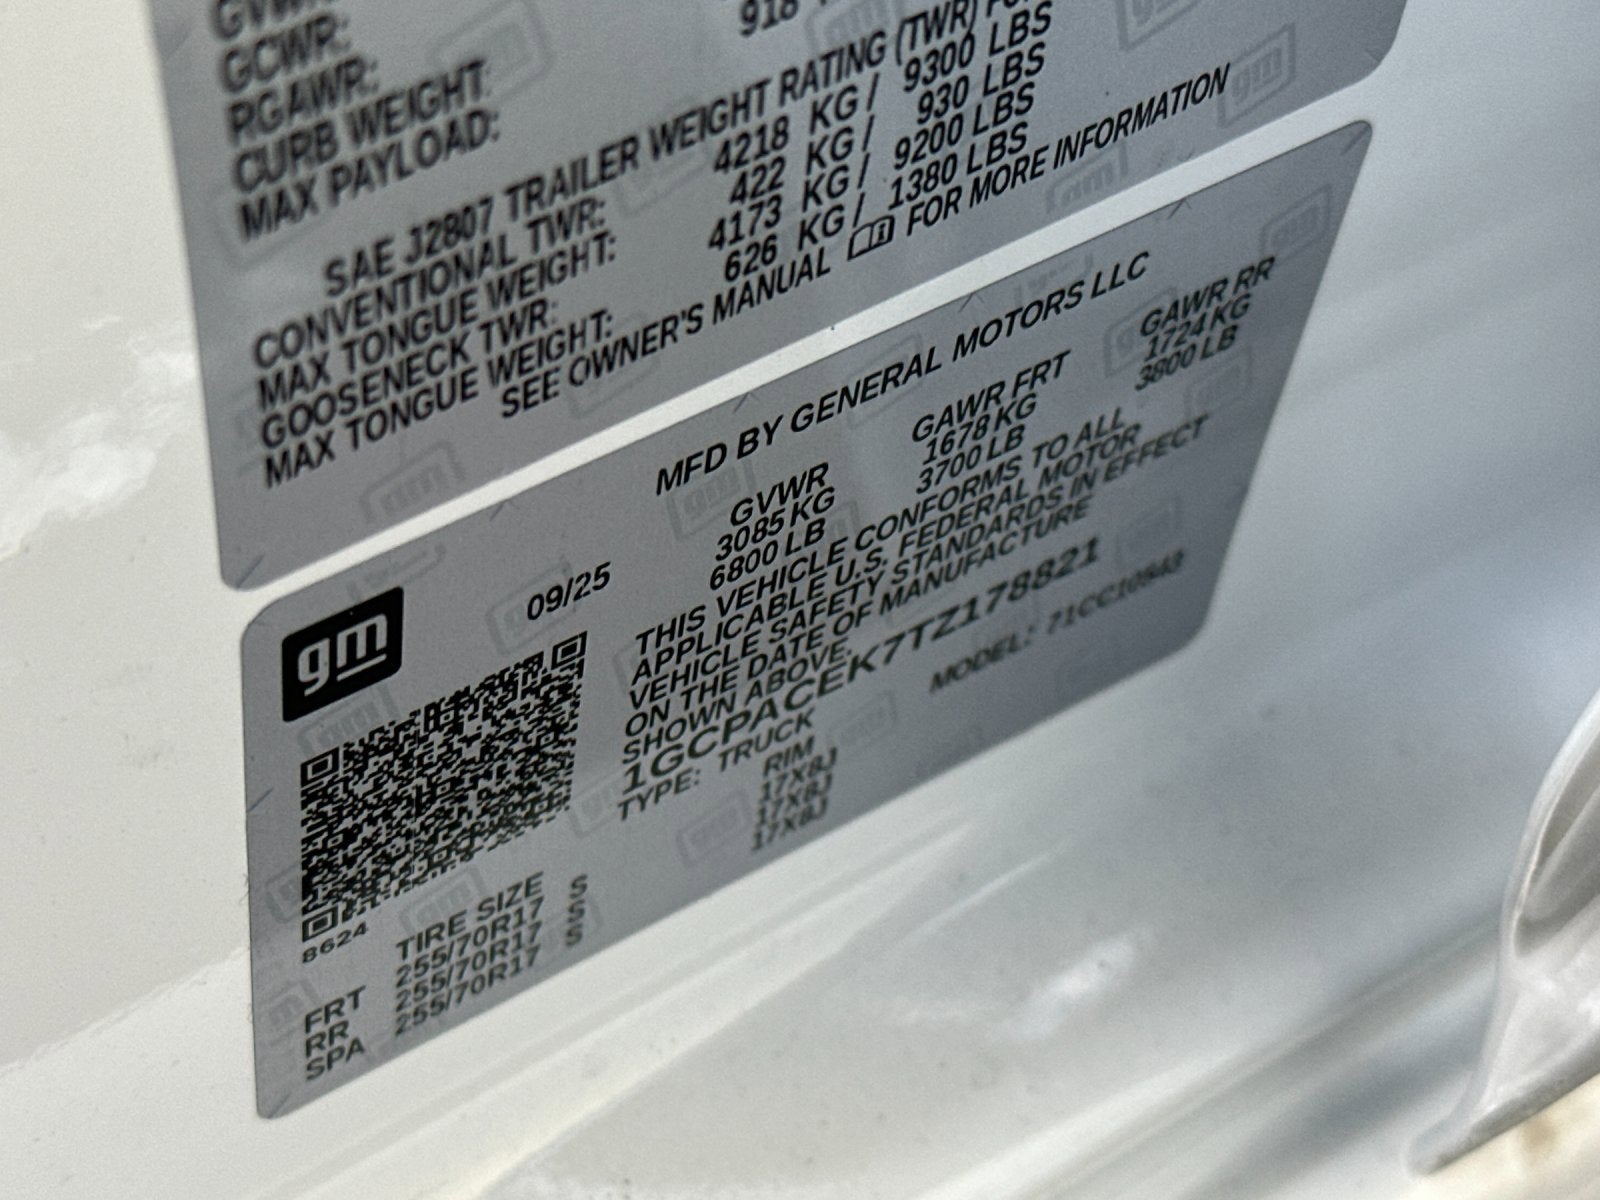 GCWR:
RGAWR:
CURB WEIGHT:
MAX PAYLOAD: 918
SAE J2807 TRAILER WEIGHT RATING (TWR)
CONVENTIONAL TWR: 4218 KG / 9300 LBS
MAX TONGUE WEIGHT: 422 KG / 930 LBS
GOOSENECK TWR: 4173 KG / 9200 LBS
MAX TONGUE WEIGHT: 626 KG / 1380 LBS
SEE OWNER'S MANUAL FOR MORE INFORMATION
gm
09/25
MFD BY GENERAL MOTORS LLC
GVWR GAWR FRT GAWR RR
3085 KG 1678 KG 1724 KG
6800 LB 3700 LB 3800 LB
THIS VEHICLE CONFORMS TO ALL
APPLICABLE U.S. FEDERAL MOTOR
VEHICLE SAFETY STANDARDS IN EFFECT
ON THE DATE OF MANUFACTURE
SHOWN ABOVE.
1GCPACEK7TZ178821
TYPE: TRUCK MODEL:
8624
TIRE SIZE S RIM
FRT 255/70R17 S 17X8J
RR 255/70R17 S 17X8J
SPA 255/70R17 S 17X8J